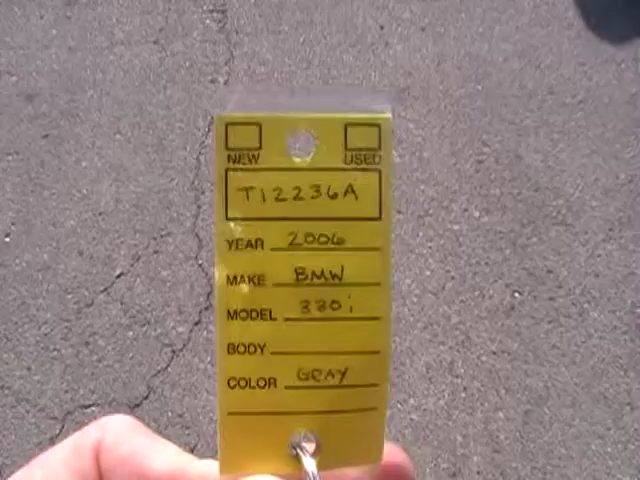 NEW USED
T12236A
YEAR 2006
MAKE BMW
MODEL 330i
BODY
COLOR GRAY